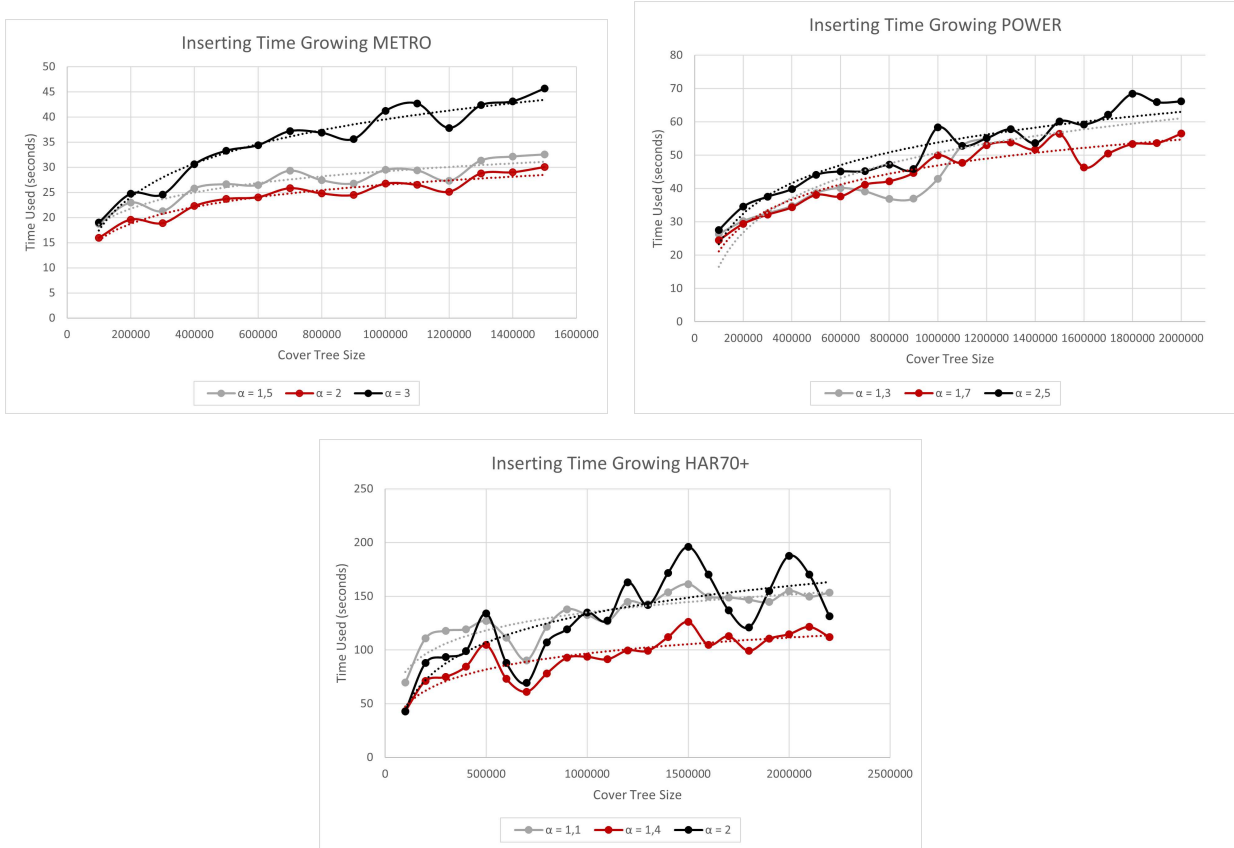 Inserting Time Growing METRO
50
45
40
35
30
25
20
15
10
5
0
Time Used (seconds)
0 200000 400000 600000 800000 1000000 1200000 1400000 1600000
Cover Tree Size
α = 1,5 α = 2 α = 3
Inserting Time Growing POWER
80
70
60
50
40
30
20
10
0
Time Used (seconds)
0 200000 400000 600000 800000 1000000 1200000 1400000 1600000 1800000 2000000
Cover Tree Size
α = 1,3 α = 1,7 α = 2,5
Inserting Time Growing HAR70+
250
200
150
100
50
0
Time Used (seconds)
0 500000 1000000 1500000 2000000 2500000
Cover Tree Size
α = 1,1 α = 1,4 α = 2